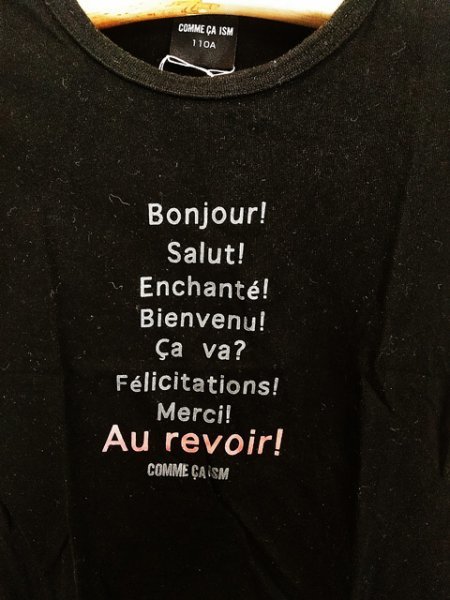 COMME ÇA ISM
110A
Bonjour!
Salut!
Enchanté!
Bienvenu!
Ça va?
Félicitations!
Merci!
Au revoir!
COMME ÇA ISM